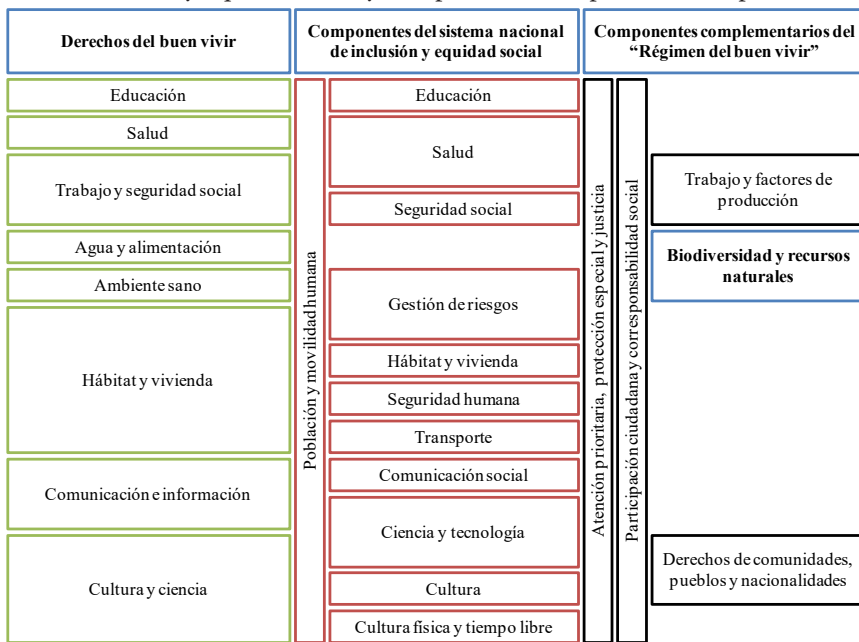 Derechos del buen vivir
Componentes del sistema nacional
de inclusión y equidad social
Componentes complementarios del
“Régimen del buen vivir”
Educación
Salud
Trabajo y seguridad social
Agua y alimentación
Ambiente sano
Hábitat y vivienda
Comunicación e información
Cultura y ciencia
Población y movilidad humana
Educación
Salud
Seguridad social
Gestión de riesgos
Hábitat y vivienda
Seguridad humana
Transporte
Comunicación social
Ciencia y tecnología
Cultura
Cultura física y tiempo libre
Atención prioritaria, protección especial y justicia
Participación ciudadana y corresponsabilidad social
Trabajo y factores de
producción
Biodiversidad y recursos
naturales
Derechos de comunidades,
pueblos y nacionalidades